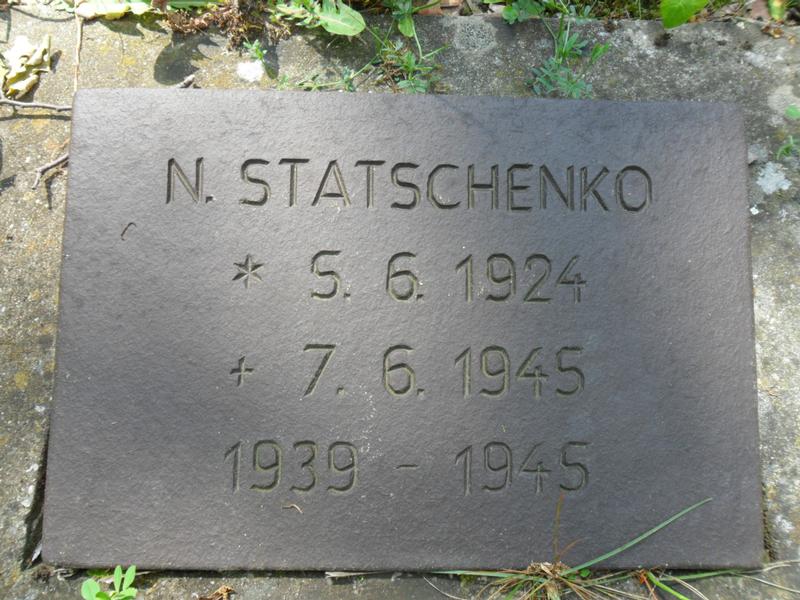 N. STATSCHENKO
* 5. 6. 1924
+ 7. 6. 1945
1939 - 1945